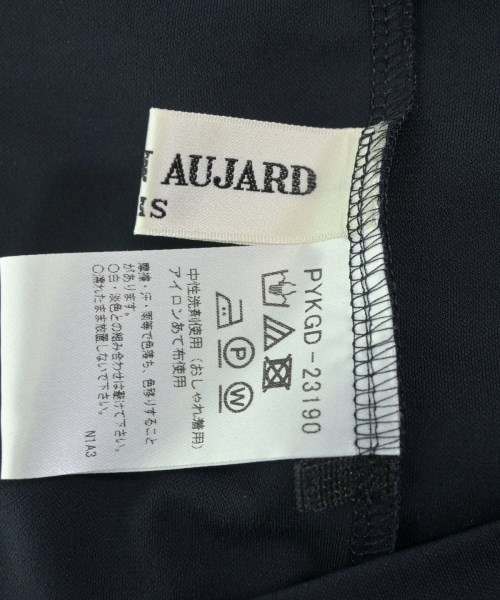 AUJARD
S
PYKGD-23190
P
W
中性洗剤使用（おしゃれ着用）
アイロンあて布使用
摩擦・汗・雨等で色落ち、色移りすること
があります。
○白・淡色との組み合わせは避けて下さい。
○濡れたまま放置しないで下さい。
N1A3